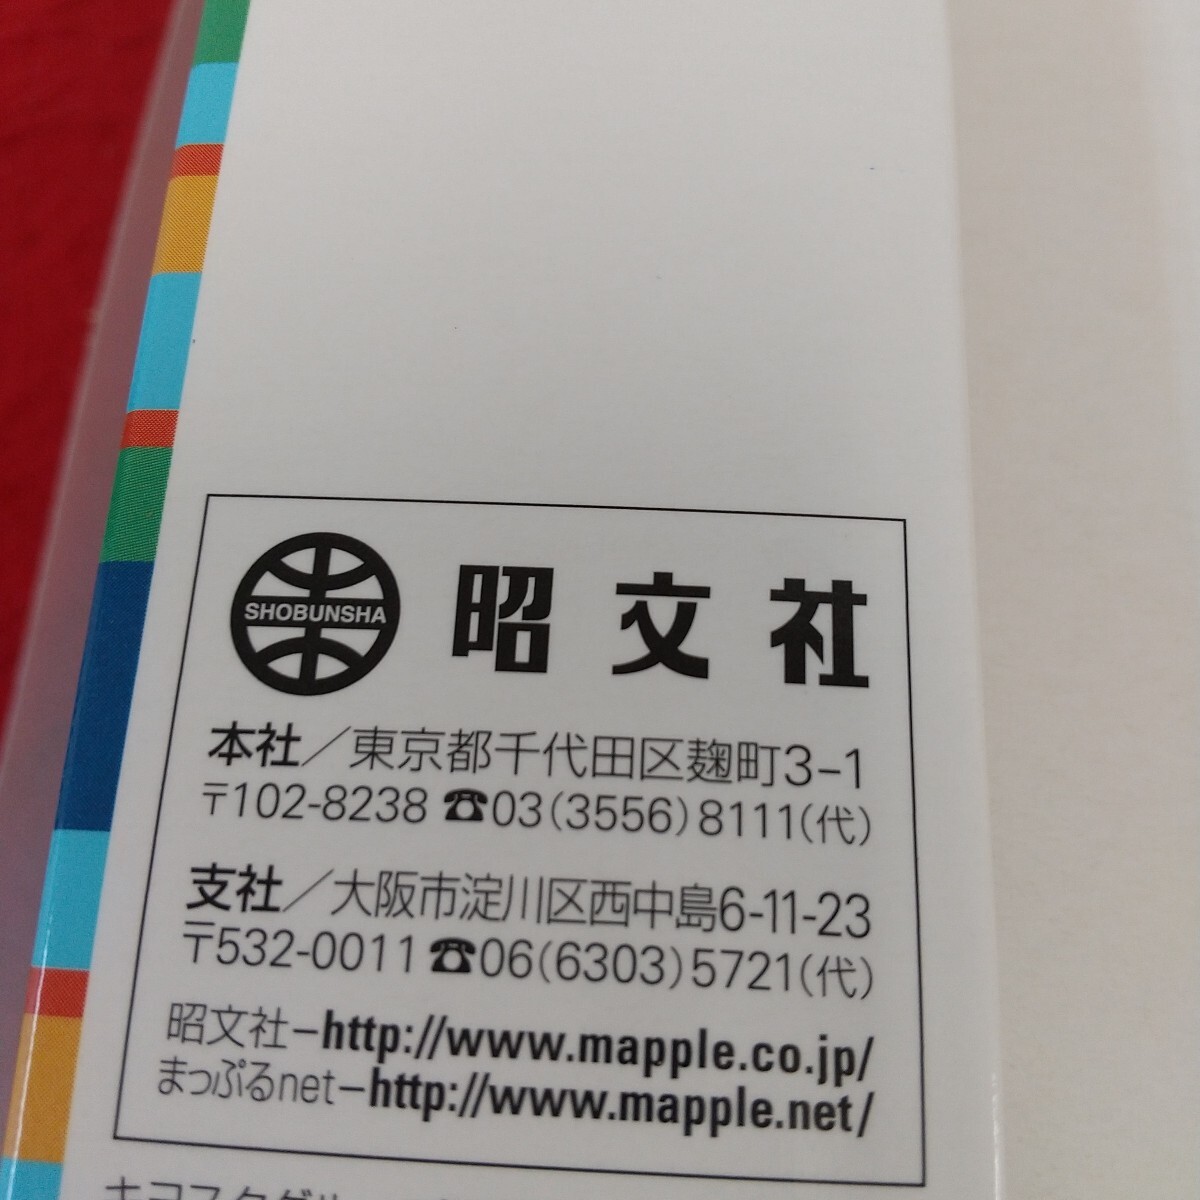 SHOBUNSHA
昭文社
本社／東京都千代田区麹町3-1
〒102-8238 ☎03(3556)8111(代)
支社／大阪市淀川区西中島6-11-23
〒532-0011 ☎06(6303)5721(代)
昭文社–http://www.mapple.co.jp/
まっぷるnet–http://www.mapple.net/